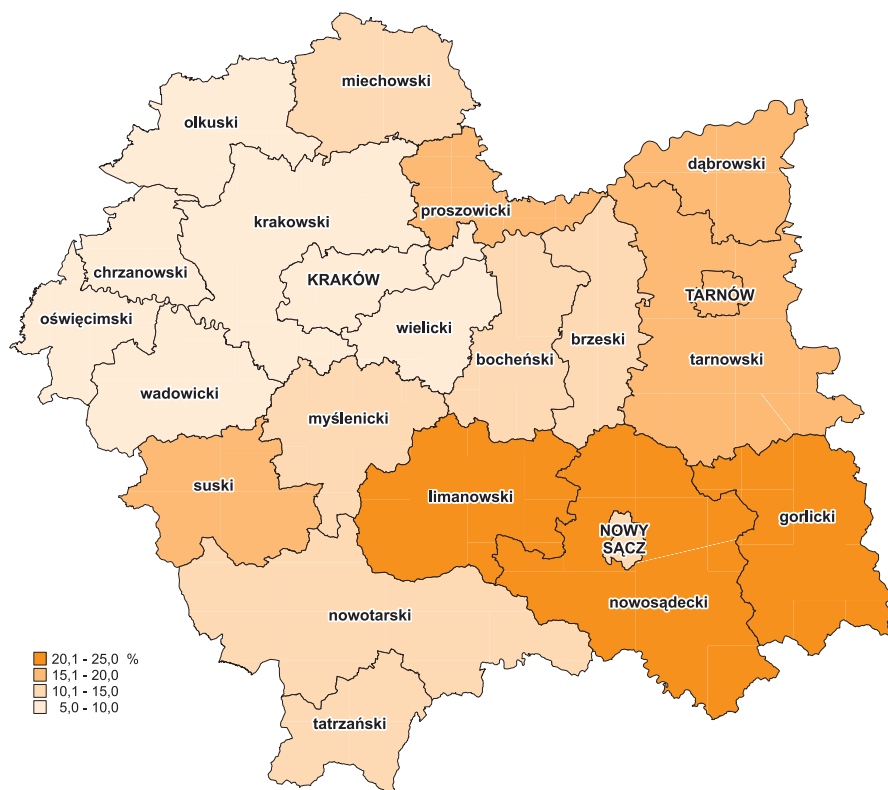 miechowski
olkuski
dąbrowski
proszowicki
krakowski
chrzanowski
KRAKÓW
TARNÓW
oświęcimski
wielicki
brzeski
bocheński
tarnowski
wadowicki
myślenicki
suski
limanowski
gorlicki
NOWY
SĄCZ
nowosądecki
nowotarski
tatrzański
20,1 - 25,0 %
15,1 - 20,0
10,1 - 15,0
5,0 - 10,0